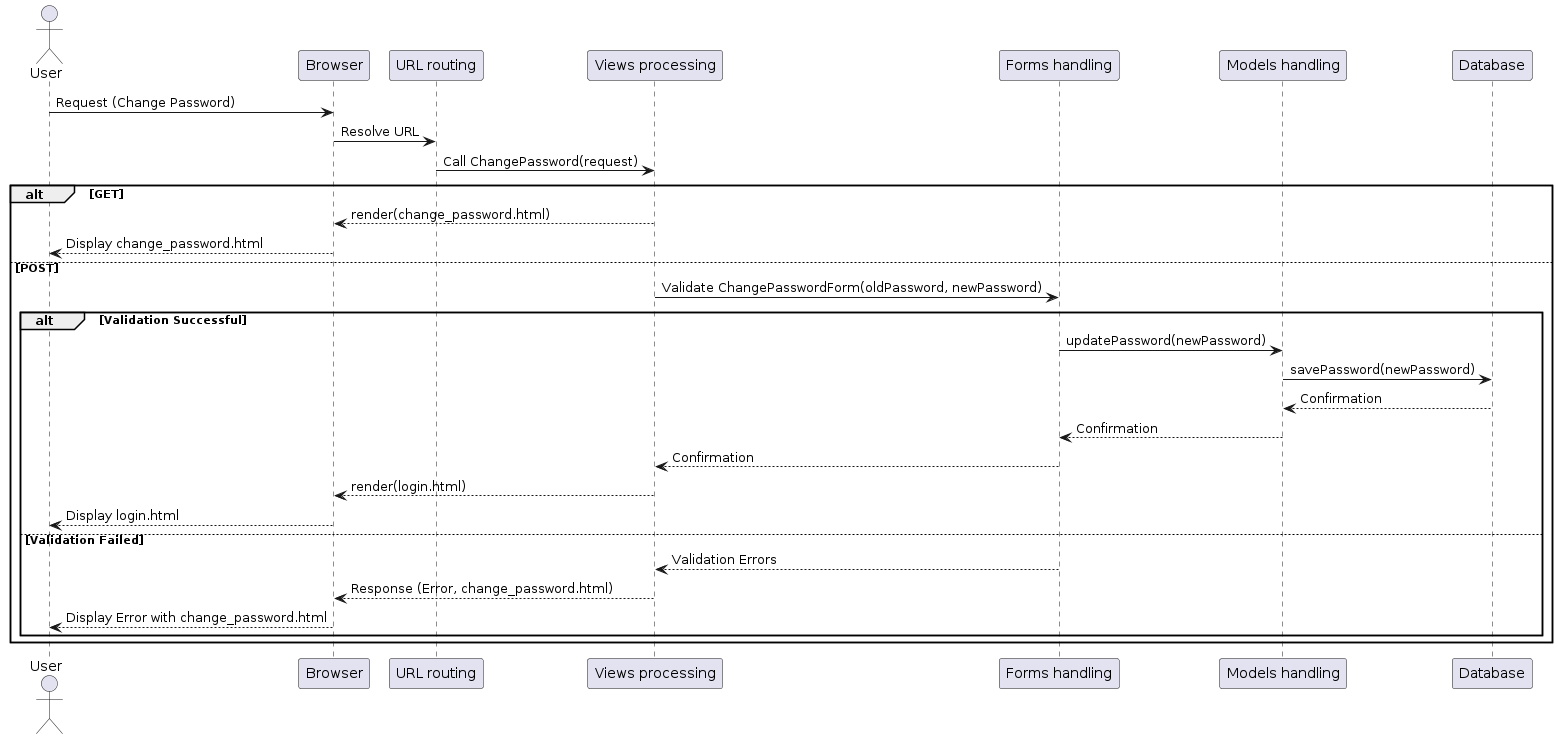 User
Browser
URL routing
Views processing
Forms handling
Models handling
Database
Request (Change Password)
Resolve URL
Call ChangePassword(request)
alt [GET]
render(change_password.html)
Display change_password.html
[POST]
Validate ChangePasswordForm(oldPassword, newPassword)
alt [Validation Successful]
updatePassword(newPassword)
savePassword(newPassword)
Confirmation
Confirmation
Confirmation
render(login.html)
Display login.html
[Validation Failed]
Validation Errors
Response (Error, change_password.html)
Display Error with change_password.html
User
Browser
URL routing
Views processing
Forms handling
Models handling
Database